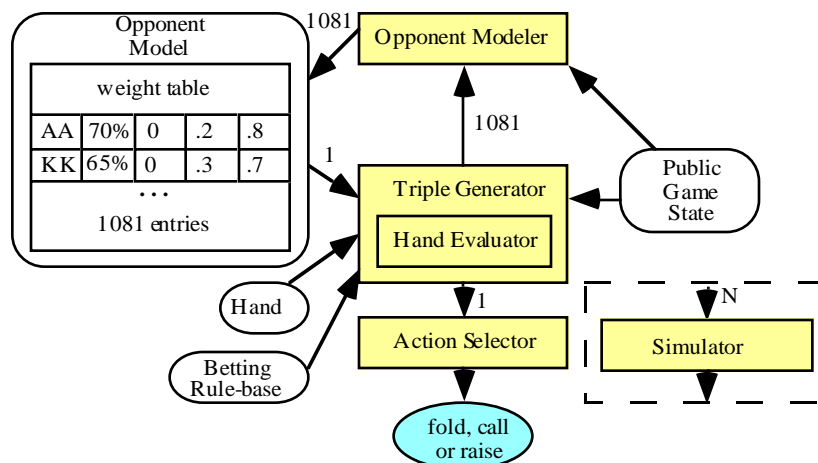 Opponent
Model
weight table
AA 70% 0 .2 .8
KK 65% 0 .3 .7
...
1081 entries
1081
Opponent Modeler
1081
1
Triple Generator
Hand Evaluator
Public
Game
State
Hand
Betting
Rule-base
1
Action Selector
fold, call
or raise
N
Simulator